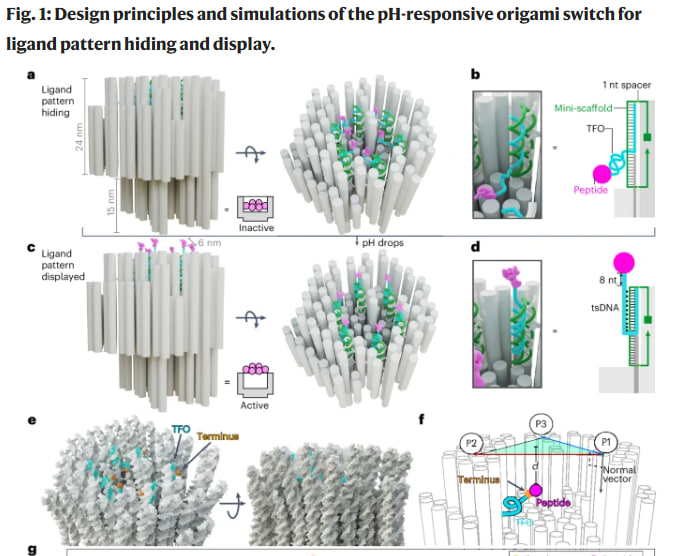 Fig. 1: Design principles and simulations of the pH-responsive origami switch for
ligand pattern hiding and display.
a
Ligand
pattern
hiding
24 nm
15 nm
=
Inactive
b
1 nt spacer
Mini-scaffold
TFO
=
Peptide
pH drops
c
Ligand
pattern
displayed
6 nm
=
Active
d
8 nt
tsDNA
=
e
TFO
Terminus
f
P3
P2
P1
d
Normal
vector
Terminus
Peptide
TFO
g